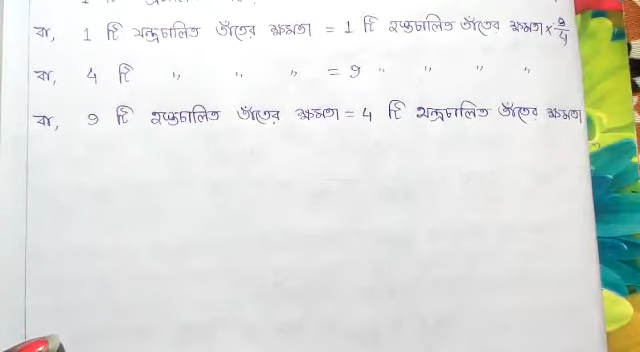 বা, 1 টি যন্ত্রচালিত তাঁতের ক্ষমতা = 1 টি হস্তচালিত তাঁতের ক্ষমতা × 9/4
বা, 4 টি " " " = 9 " " " "
বা, 9 টি হস্তচালিত তাঁতের ক্ষমতা = 4 টি যন্ত্রচালিত তাঁতের ক্ষমতা